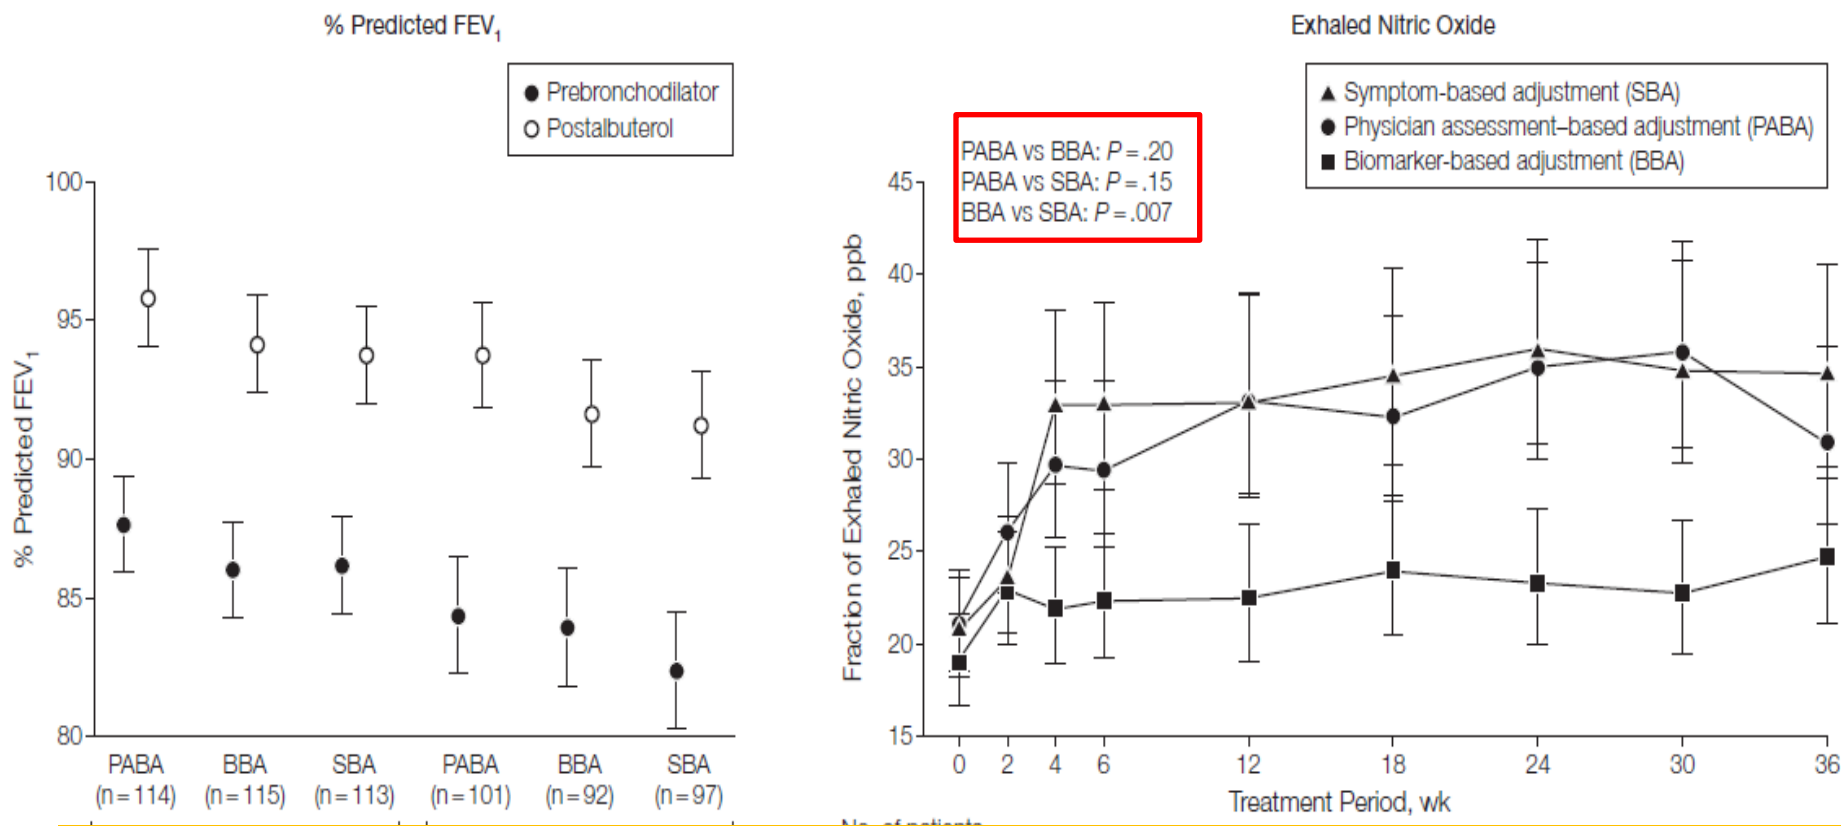 % Predicted FEV1
Prebronchodilator
Postalbuterol
% Predicted FEV1
100
95
90
85
80
PABA BBA SBA PABA BBA SBA
(n=114) (n=115) (n=113) (n=101) (n=92) (n=97)
Exhaled Nitric Oxide
Symptom-based adjustment (SBA)
Physician assessment–based adjustment (PABA)
Biomarker-based adjustment (BBA)
PABA vs BBA: P=.20
PABA vs SBA: P=.15
BBA vs SBA: P=.007
Fraction of Exhaled Nitric Oxide, ppb
45
40
35
30
25
20
15
0 2 4 6 12 18 24 30 36
Treatment Period, wk
No. of patients